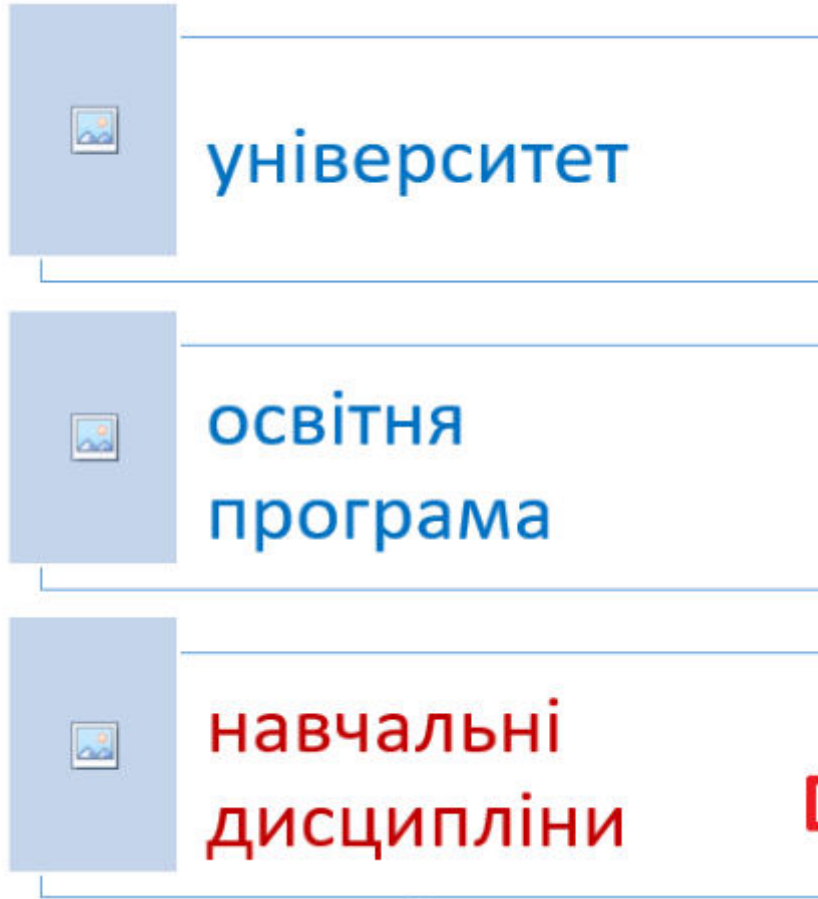 університет
освітня
програма
навчальні
дисципліни